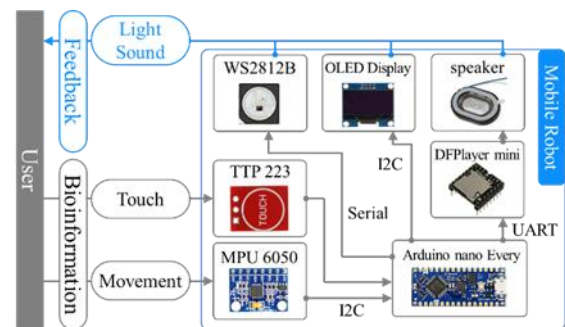 Light
Sound
Feedback
User
Bioinformation
Touch
Movement
WS2812B
OLED Display
speaker
Mobile Robot
TTP 223
TOUCH
I2C
DFPlayer mini
Serial
UART
MPU 6050
Arduino nano Every
I2C